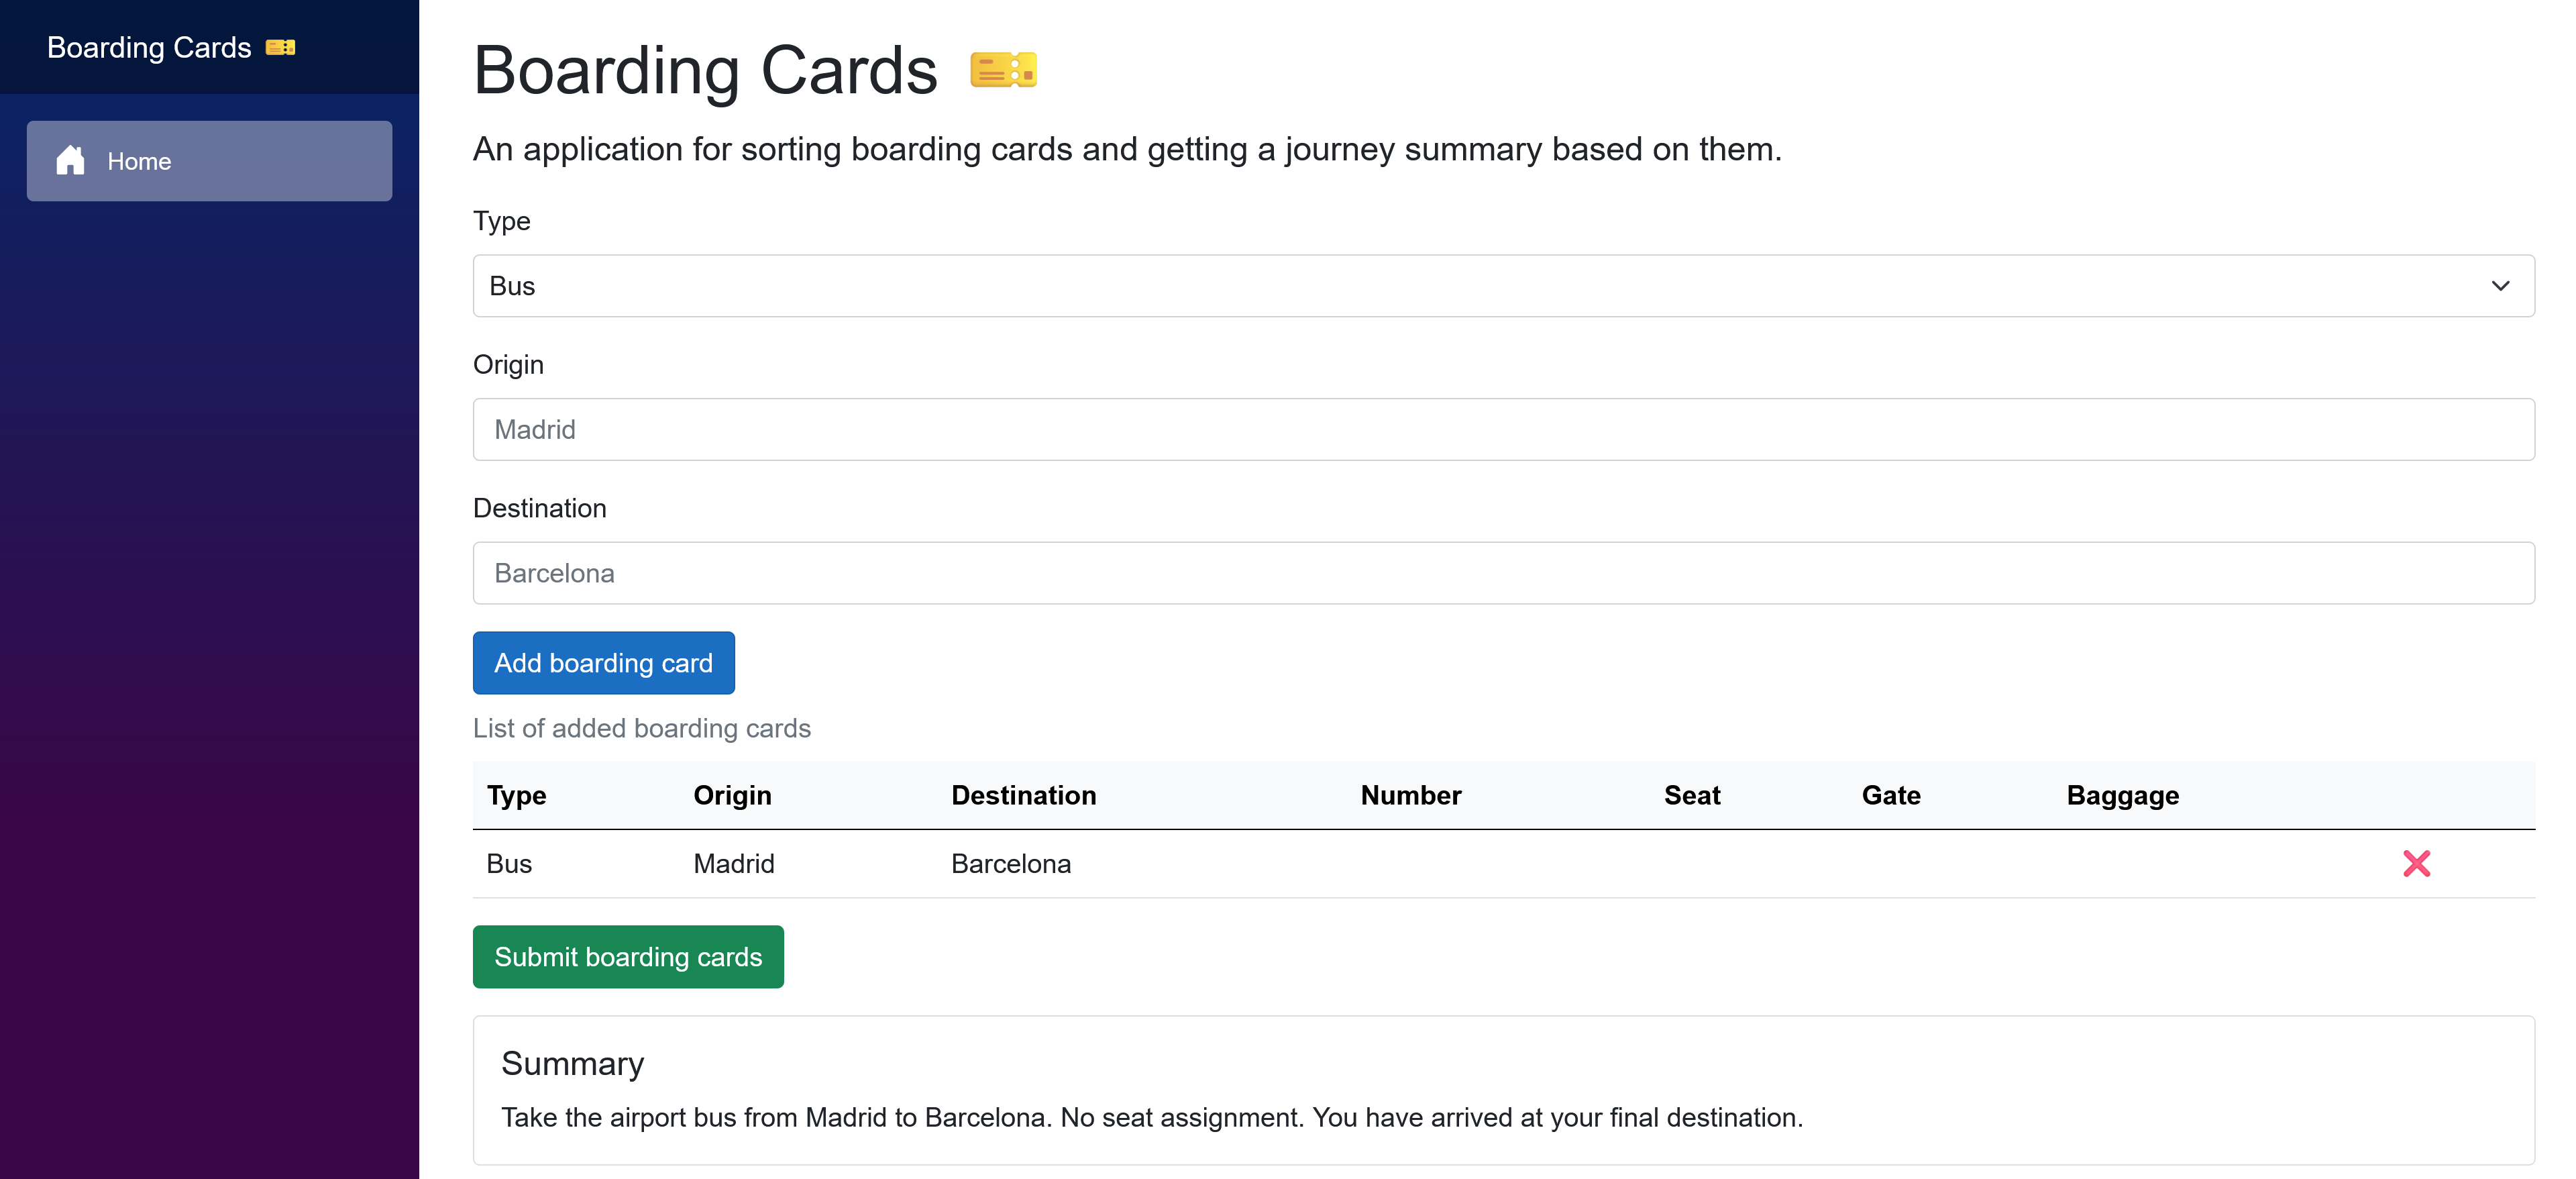 Boarding Cards 🎫
Home
Boarding Cards 🎫
An application for sorting boarding cards and getting a journey summary based on them.
Type
Bus
Origin
Madrid
Destination
Barcelona
Add boarding card
List of added boarding cards
Type Origin Destination Number Seat Gate Baggage
Bus Madrid Barcelona ❌
Submit boarding cards
Summary
Take the airport bus from Madrid to Barcelona. No seat assignment. You have arrived at your final destination.